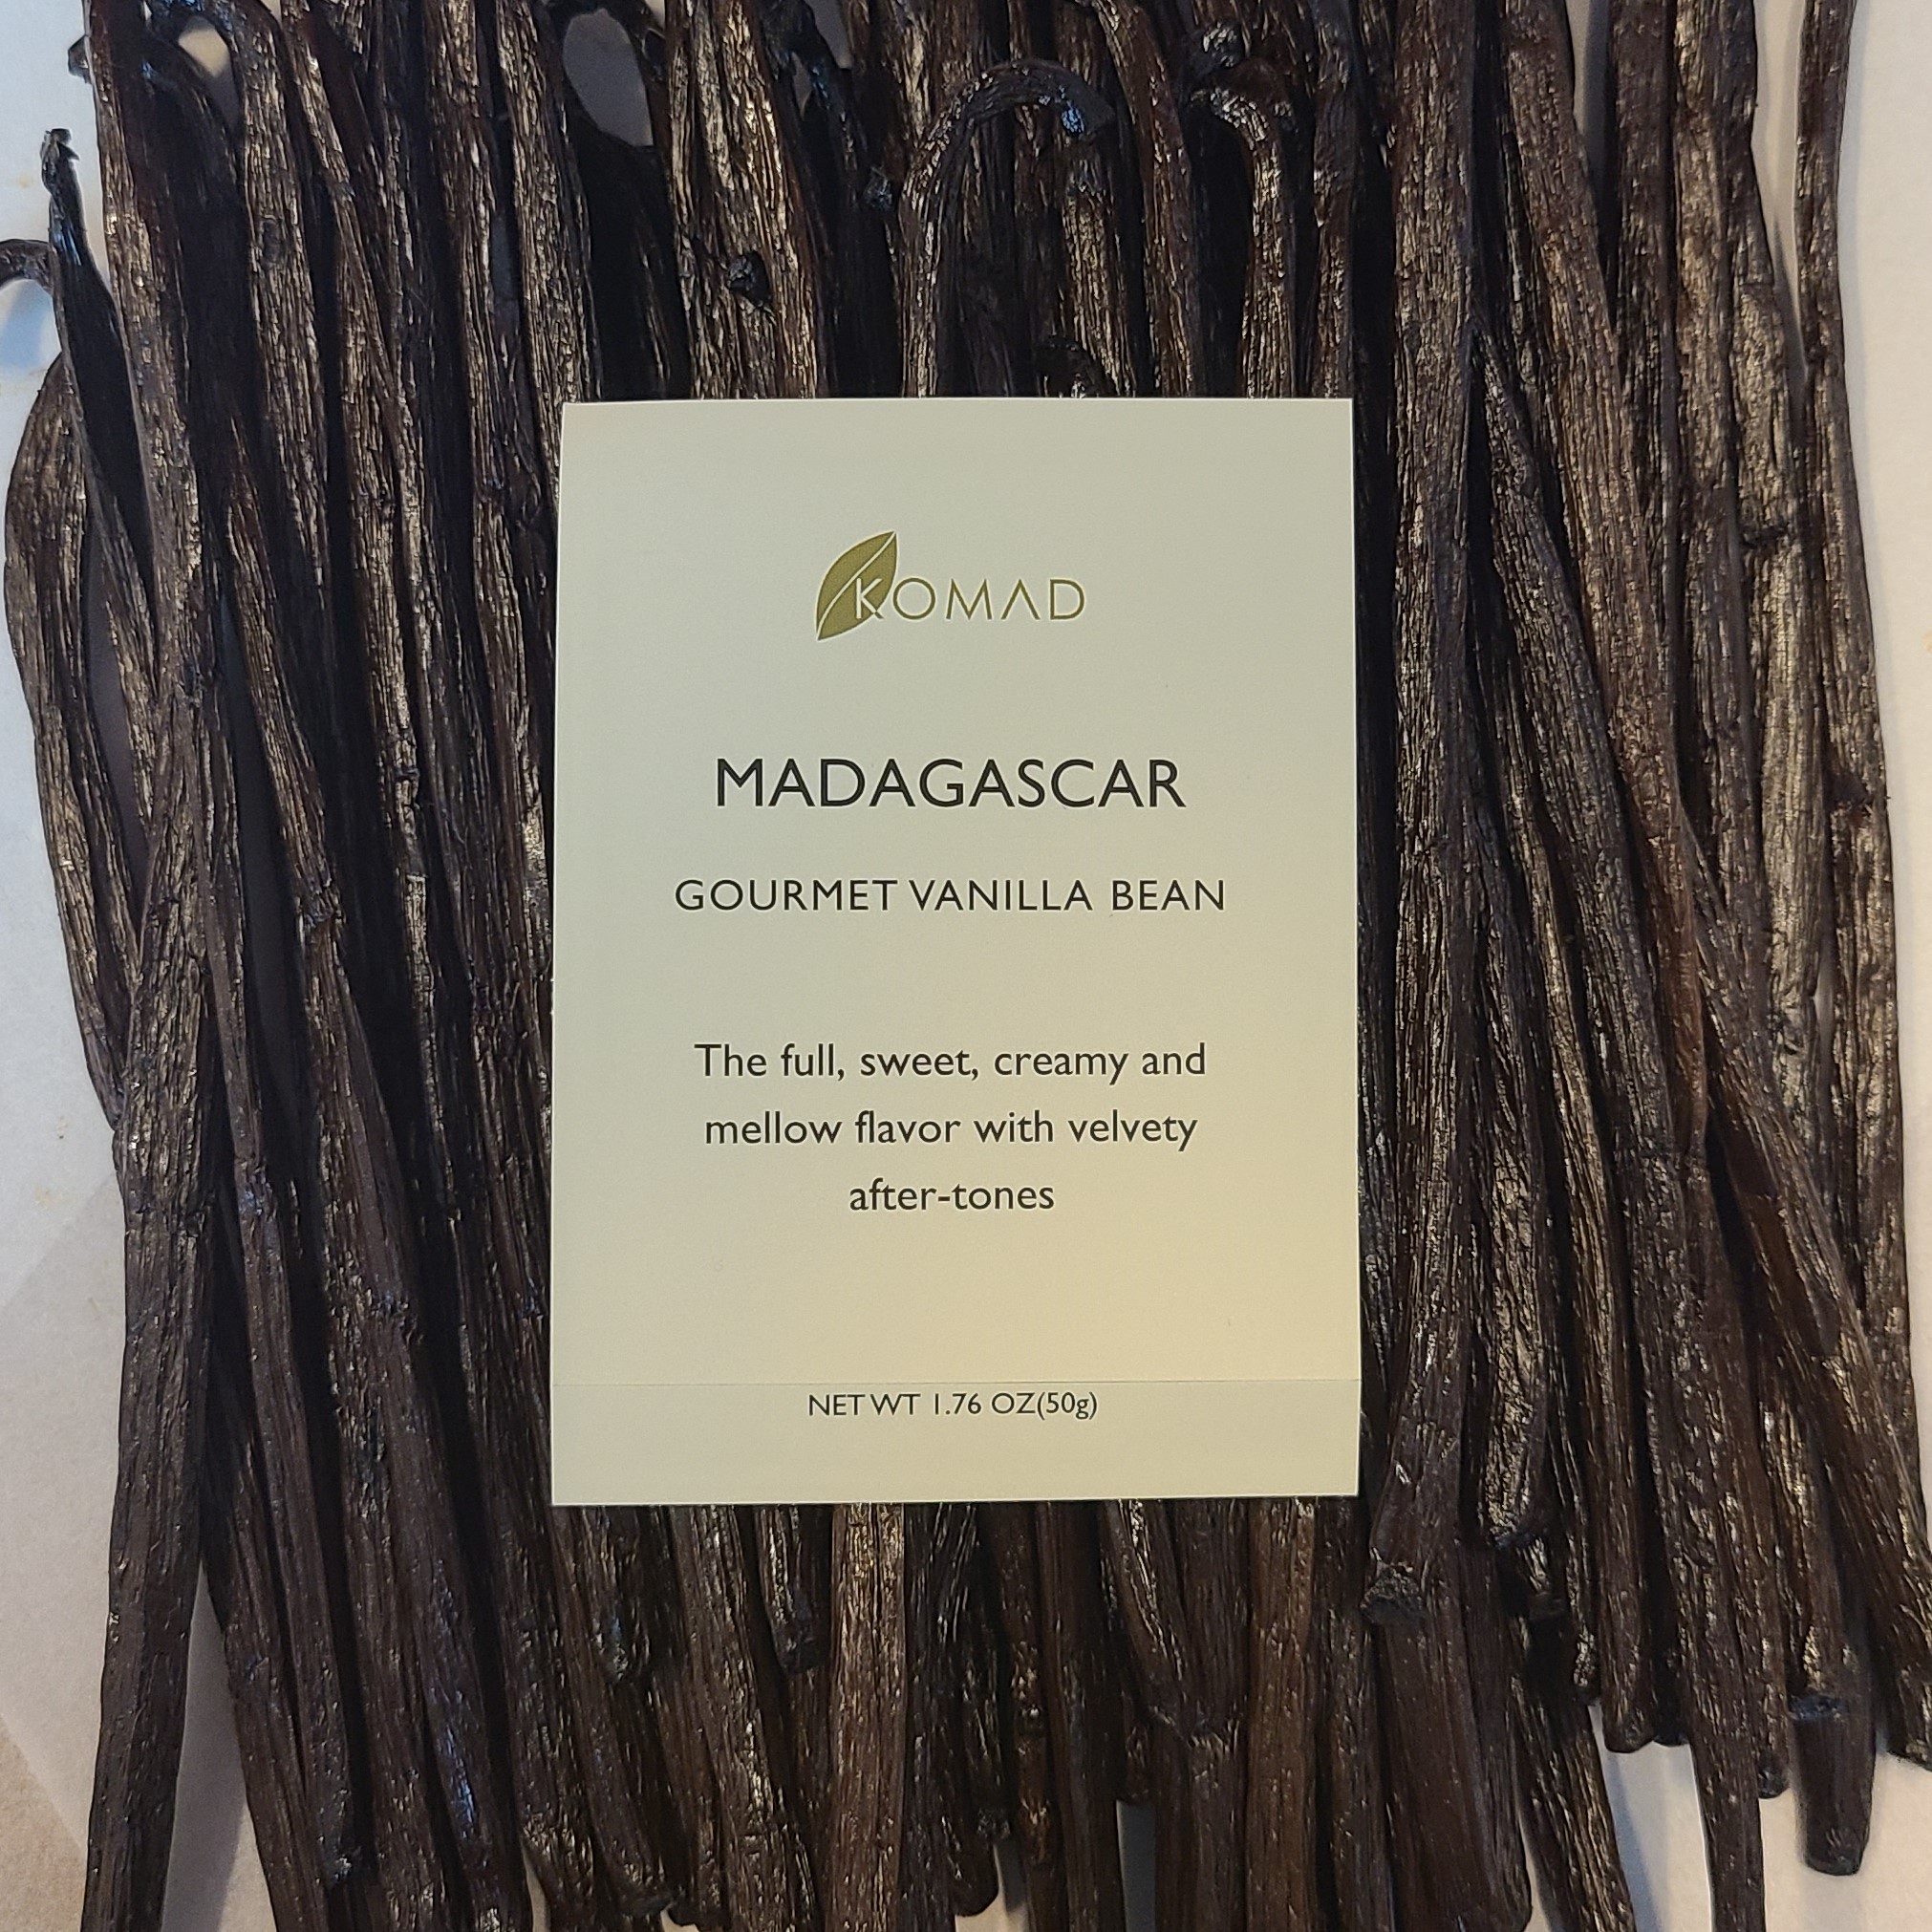 KOMAD
MADAGASCAR
GOURMET VANILLA BEAN
The full, sweet, creamy and
mellow flavor with velvety
after-tones
NET WT 1.76 OZ(50g)